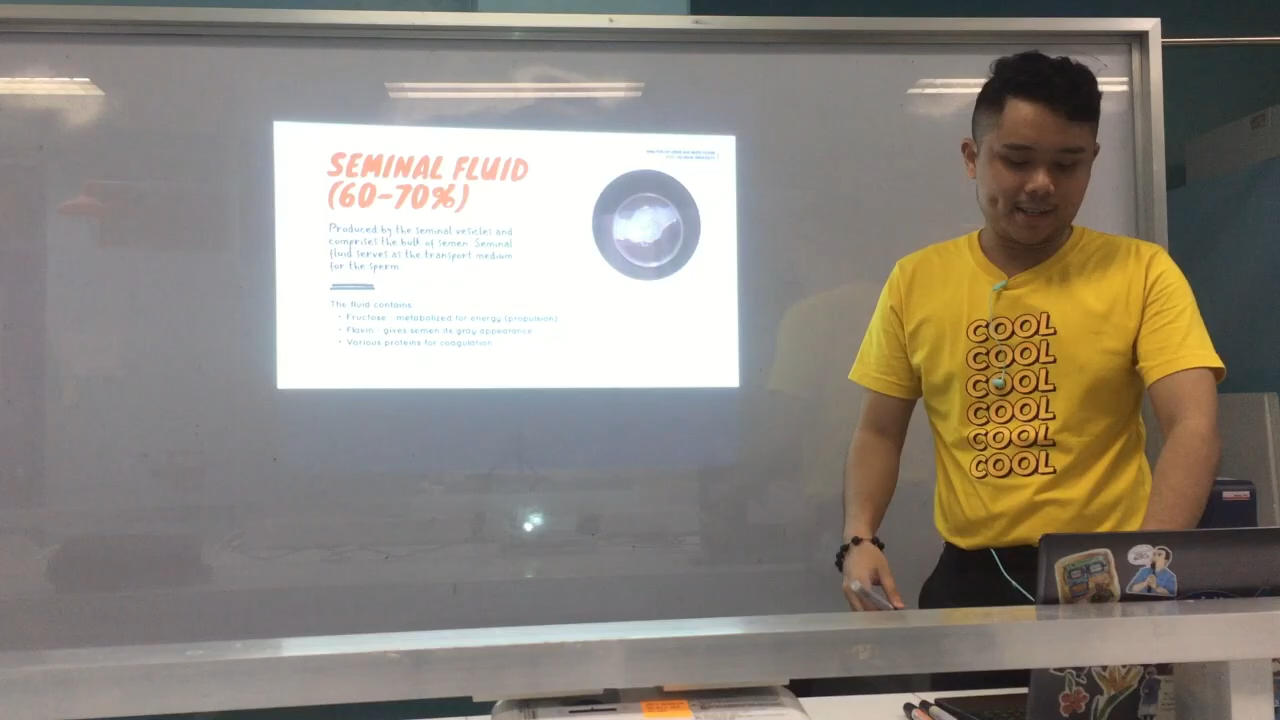 SEMINAL FLUID
(60-70%)
Produced by the seminal vesicles and
comprises the bulk of semen. Seminal
fluid serves as the transport medium
for the sperm
The fluid contains:
• Fructose - metabolized for energy (propulsion)
• Flavin - gives semen its gray appearance
• Various proteins for coagulation
COOL
COOL
COOL
COOL
COOL
COOL